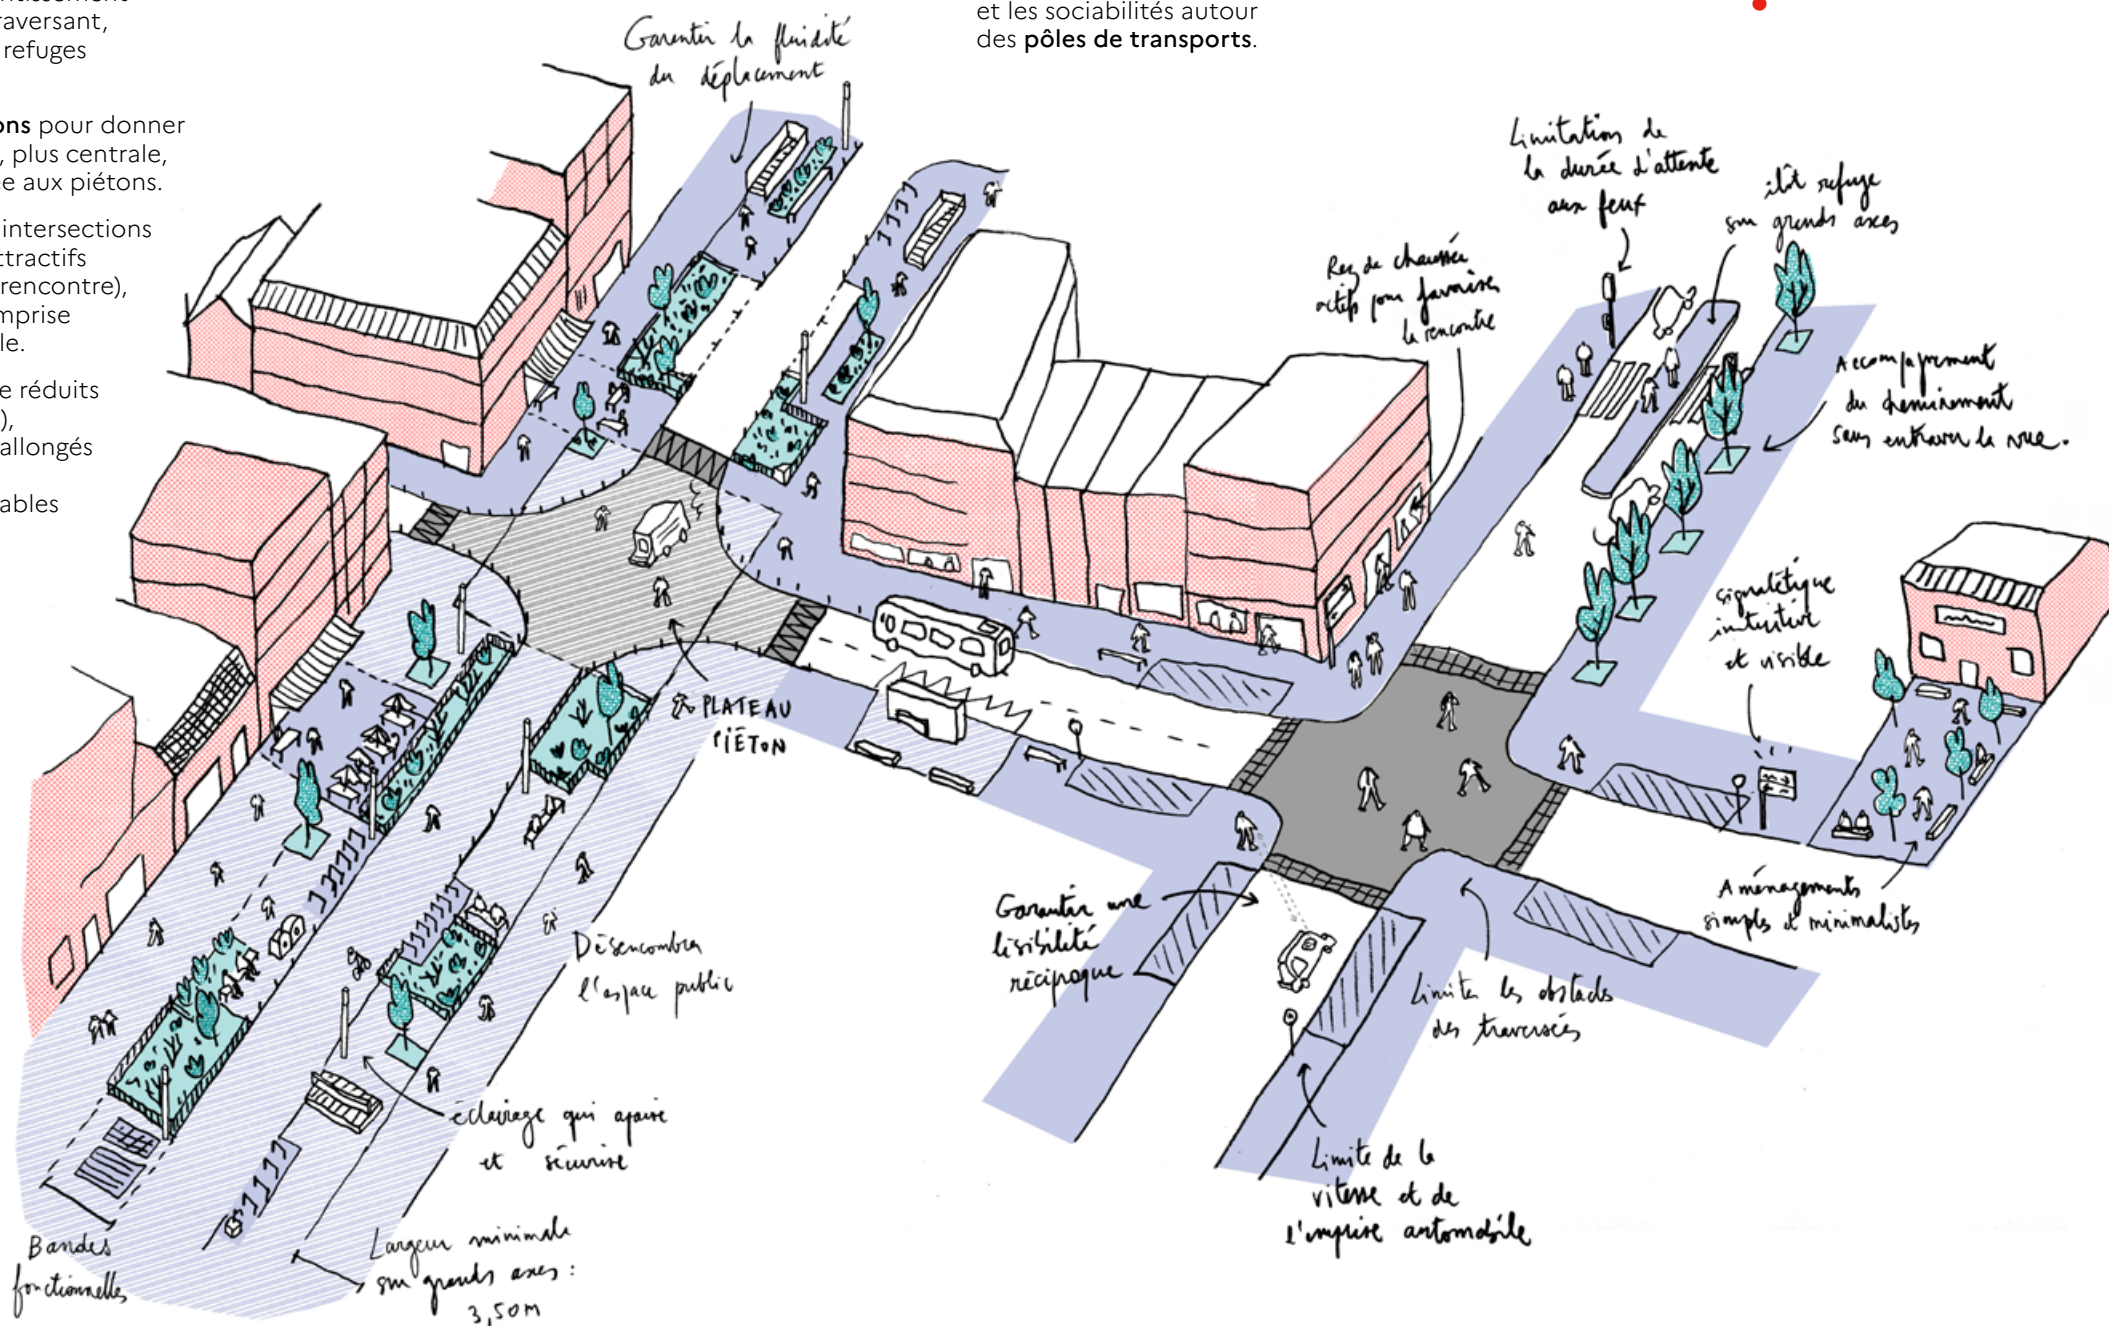 raversant,
refuges
ons pour donner
, plus centrale,
ée aux piétons.
intersections
ttractifs
rencontre),
mprise
le.
e réduits
),
allongés
ables
et les sociabilités autour
des pôles de transports.
Garentir la fluidité
du déplacement
Limitation de
la durée d'attente
aux feux
ilôt refuge
sur grands axes
Rez de chaussée
actifs pour favoriser
la rencontre
Accompagnement
du cheminement
sans entraver la vue.
signalétique
intuitive
et visible
PLATEAU
PIÉTON
Aménagements
simples et minimalistes
Garantir une
lisibilité
réciproque
Désencombrer
l'espace public
Limiter les obstacles
des traversées
éclairage qui apaise
et sécurise
Limite de la
vitesse et de
l'emprise automobile
Bandes
fonctionnelles
Largeur minimale
sur grands axes :
3,50M